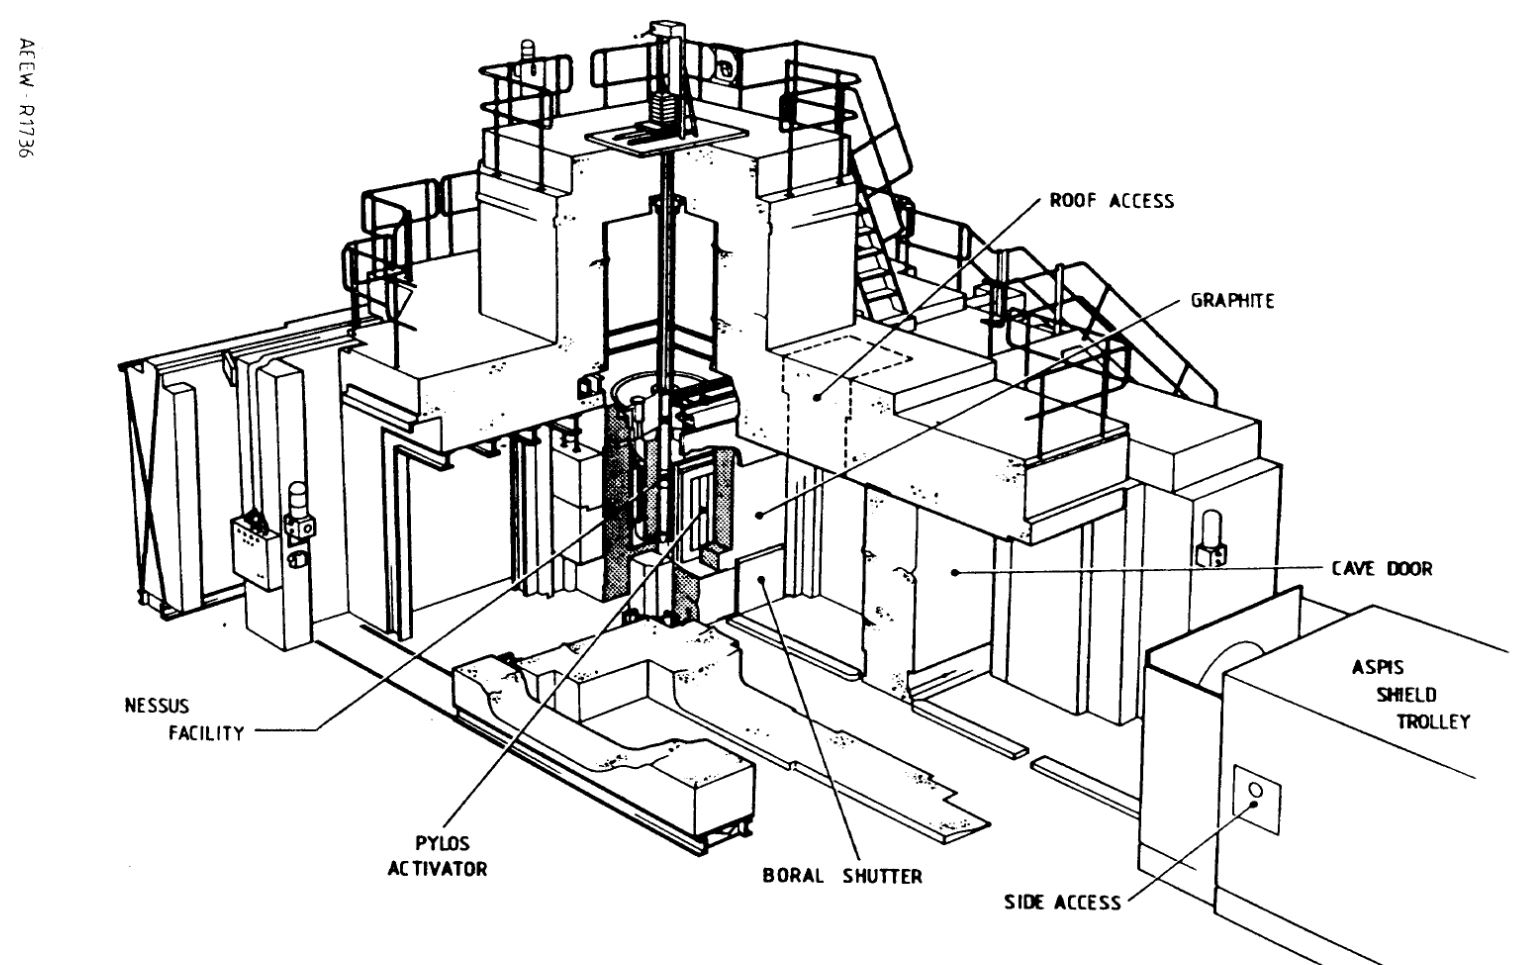 AEEW - R1736
ROOF ACCESS
GRAPHITE
CAVE DOOR
ASPIS
SHIELD
TROLLEY
NESSUS
FACILITY
PYLOS
ACTIVATOR
BORAL SHUTTER
SIDE ACCESS